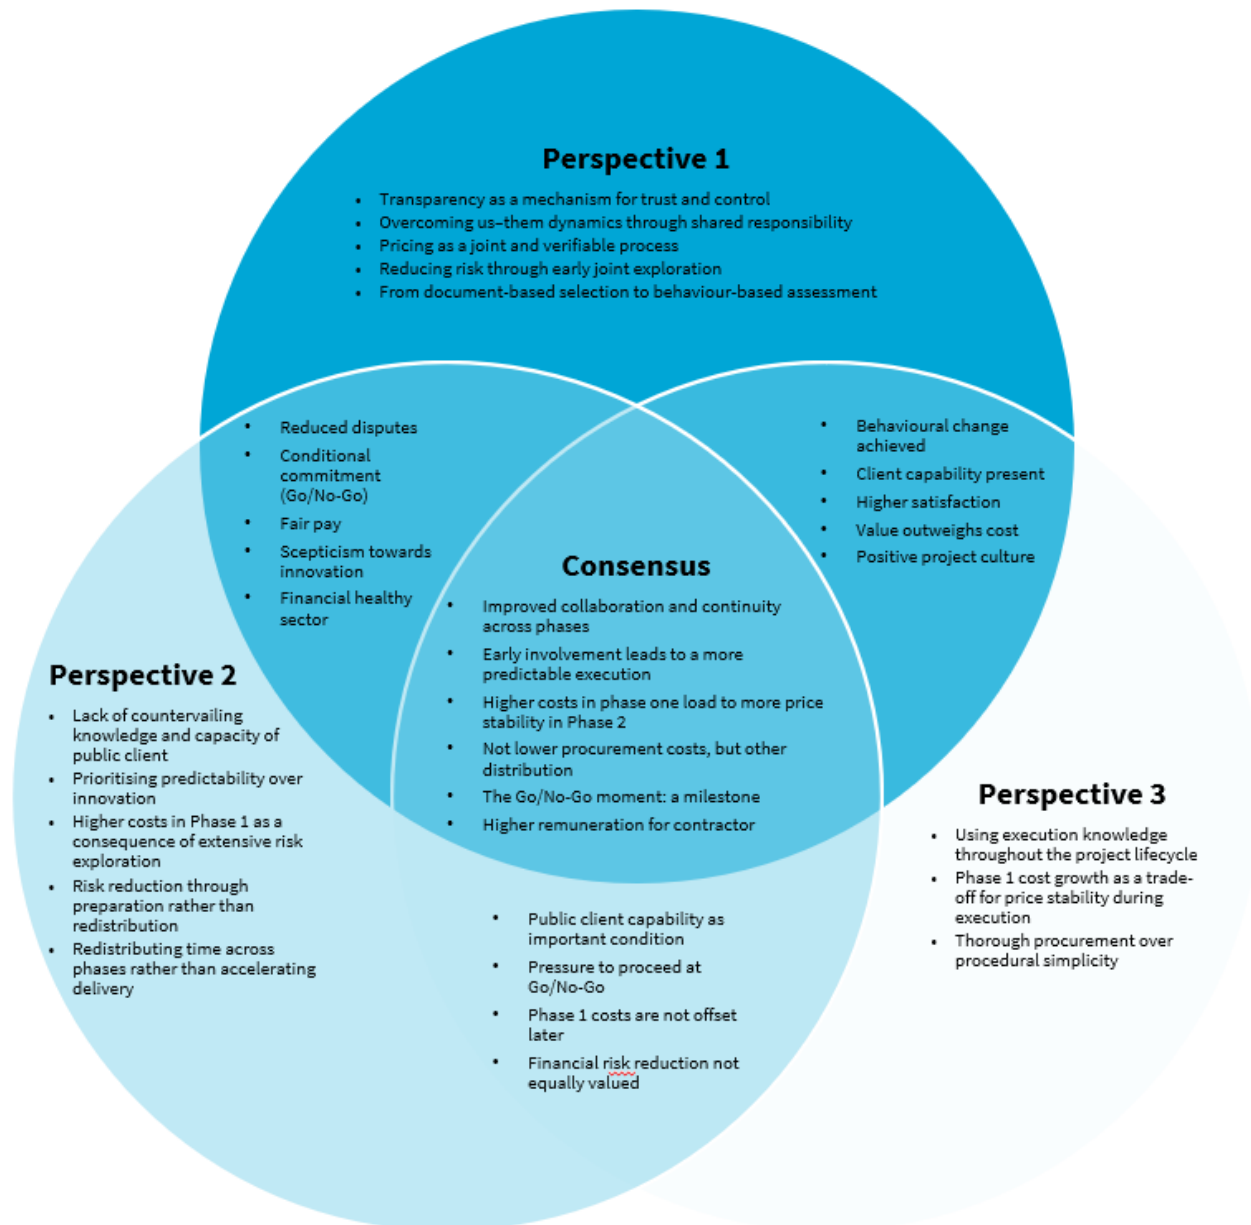 Perspective 1
• Transparency as a mechanism for trust and control
• Overcoming us–them dynamics through shared responsibility
• Pricing as a joint and verifiable process
• Reducing risk through early joint exploration
• From document-based selection to behaviour-based assessment
• Reduced disputes
• Conditional
commitment
(Go/No-Go)
• Fair pay
• Scepticism towards
innovation
• Financial healthy
sector
• Behavioural change
achieved
• Client capability present
• Higher satisfaction
• Value outweighs cost
• Positive project culture
Consensus
• Improved collaboration and continuity
across phases
• Early involvement leads to a more
predictable execution
• Higher costs in phase one load to more price
stability in Phase 2
• Not lower procurement costs, but other
distribution
• The Go/No-Go moment: a milestone
• Higher remuneration for contractor
Perspective 2
• Lack of countervailing
knowledge and capacity of
public client
• Prioritising predictability over
innovation
• Higher costs in Phase 1 as a
consequence of extensive risk
exploration
• Risk reduction through
preparation rather than
redistribution
• Redistributing time across
phases rather than accelerating
delivery
Perspective 3
• Using execution knowledge
throughout the project lifecycle
• Phase 1 cost growth as a trade-
off for price stability during
execution
• Thorough procurement over
procedural simplicity
• Public client capability as
important condition
• Pressure to proceed at
Go/No-Go
• Phase 1 costs are not offset
later
• Financial risk reduction not
equally valued